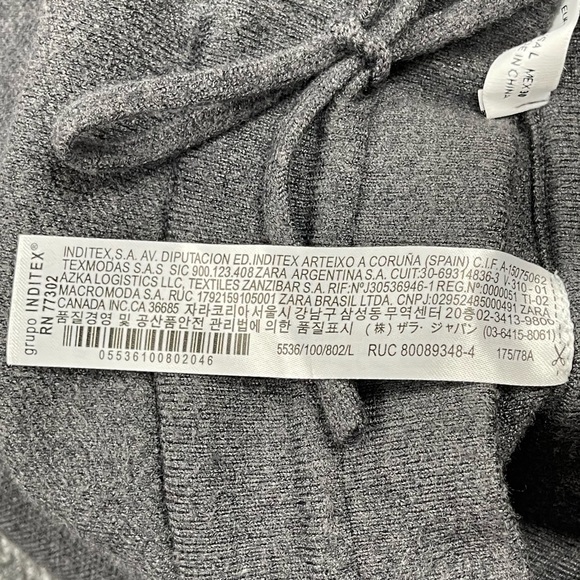 grupo INDITEX®
RN 77302
INDITEX,S.A. AV. DIPUTACION ED.INDITEX ARTEIXO A CORUÑA (SPAIN) C.I.F. A-15075062
TEXMODAS S.A.S SIC 900.123.408 ZARA ARGENTINA S.A. CUIT:30-69314836-3 V-310-01
AZKA LOGISTICS LLC, TEXTILES ZANZIBAR S.A. RIF:NºJ30536946-1 REG.Nº:0000051 TI-02
MACROMODA S.A. RUC 1792159105001 ZARA BRASIL LTDA. CNPJ:02952485000491 ZARA
CANADA INC.CA.36685 자라코리아 서울시 강남구 삼성동 무역센터 20층 02-3413-9800
품질경영 및 공산품안전 관리법에 의한 품질표시 (株) ザラ・ジャパン (03-6415-8061)
05536100802046
5536/100/802/L
RUC 80089348-4
175/78A
MEXIN
IN CHINA